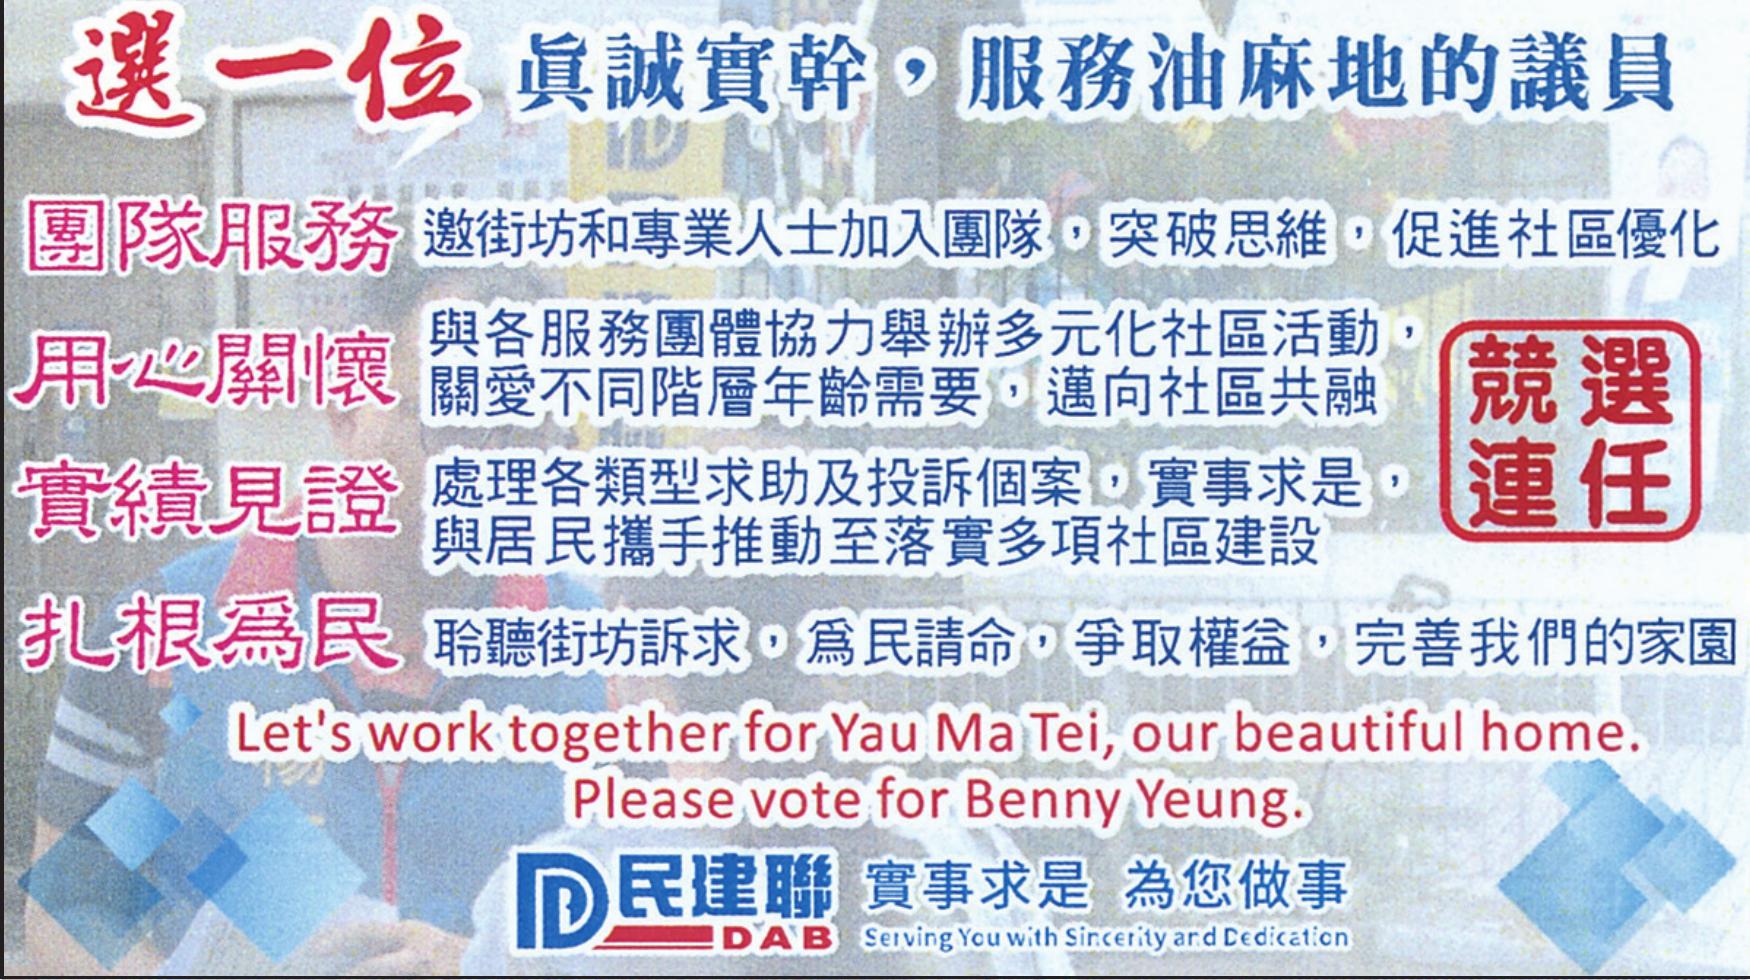 選一位 眞誠實幹，服務油麻地的議員
團隊服務 邀街坊和專業人士加入團隊，突破思維，促進社區優化
用心關懷 與各服務團體協力舉辦多元化社區活動，
關愛不同階層年齡需要，邁向社區共融
實績見證 處理各類型求助及投訴個案，實事求是，
與居民攜手推動至落實多項社區建設
競選
連任
扎根爲民 聆聽街坊訴求，爲民請命，爭取權益，完善我們的家園
Let's work together for Yau Ma Tei, our beautiful home.
Please vote for Benny Yeung.
民建聯 實事求是 為您做事
DAB Serving You with Sincerity and Dedication